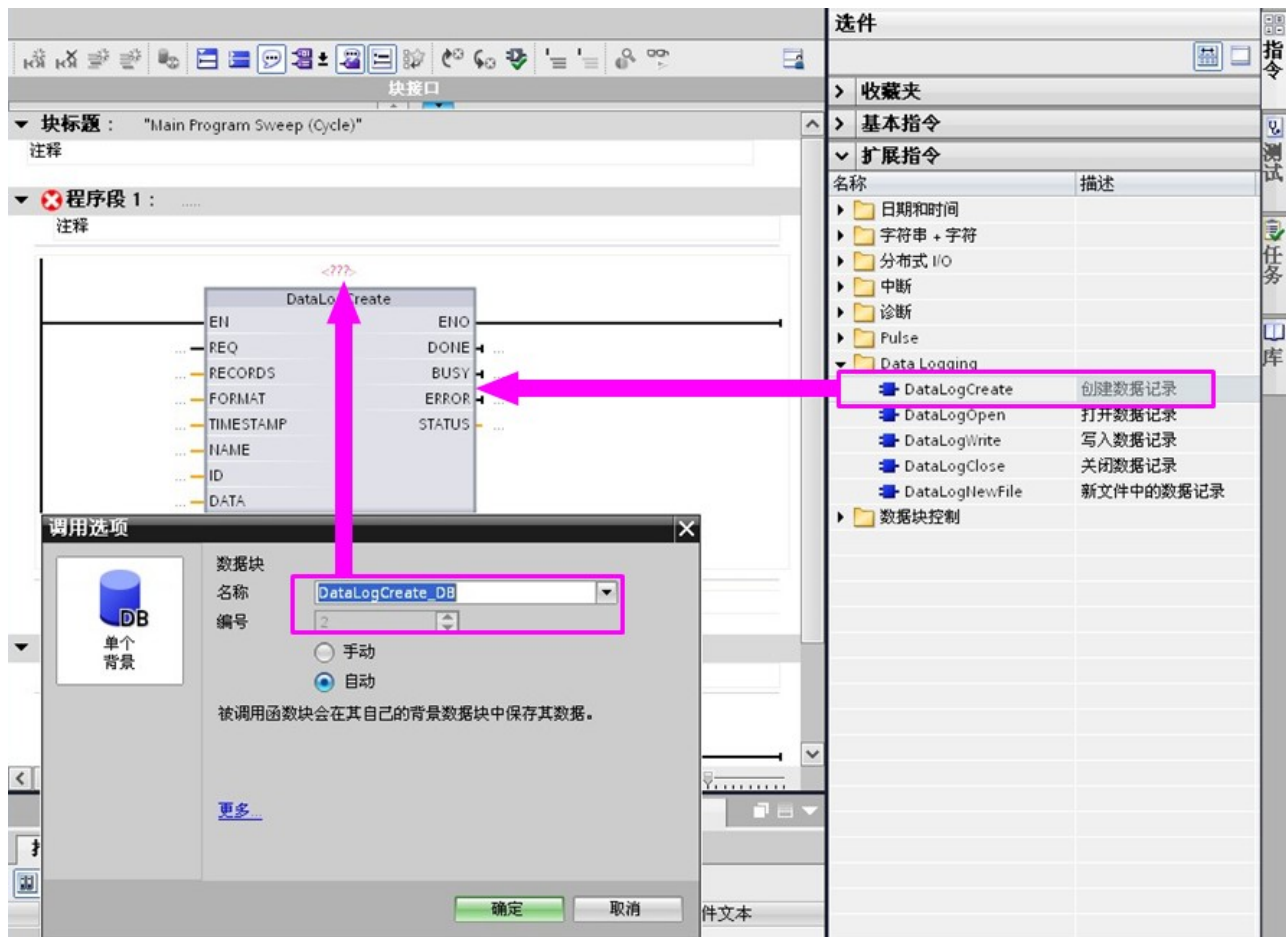 选件
指令
块接口
收藏夹
块标题： "Main Program Sweep (Cycle)"
基本指令
注释
扩展指令
测试
名称 描述
程序段 1： .....
日期和时间
注释
字符串 + 字符
任务
分布式 I/O
<???>
中断
DataLogCreate
诊断
EN ENO
Pulse
库
... REQ DONE ...
Data Logging
... RECORDS BUSY ...
DataLogCreate 创建数据记录
... FORMAT ERROR ...
DataLogOpen 打开数据记录
... TIMESTAMP STATUS ...
DataLogWrite 写入数据记录
... NAME
DataLogClose 关闭数据记录
... ID
DataLogNewFile 新文件中的数据记录
... DATA
数据块控制
调用选项
数据块
名称 DataLogCreate_DB
DB
编号 2
单个
背景
手动
自动
被调用函数块会在其自己的背景数据块中保存其数据。
更多...
确定 取消
件文本